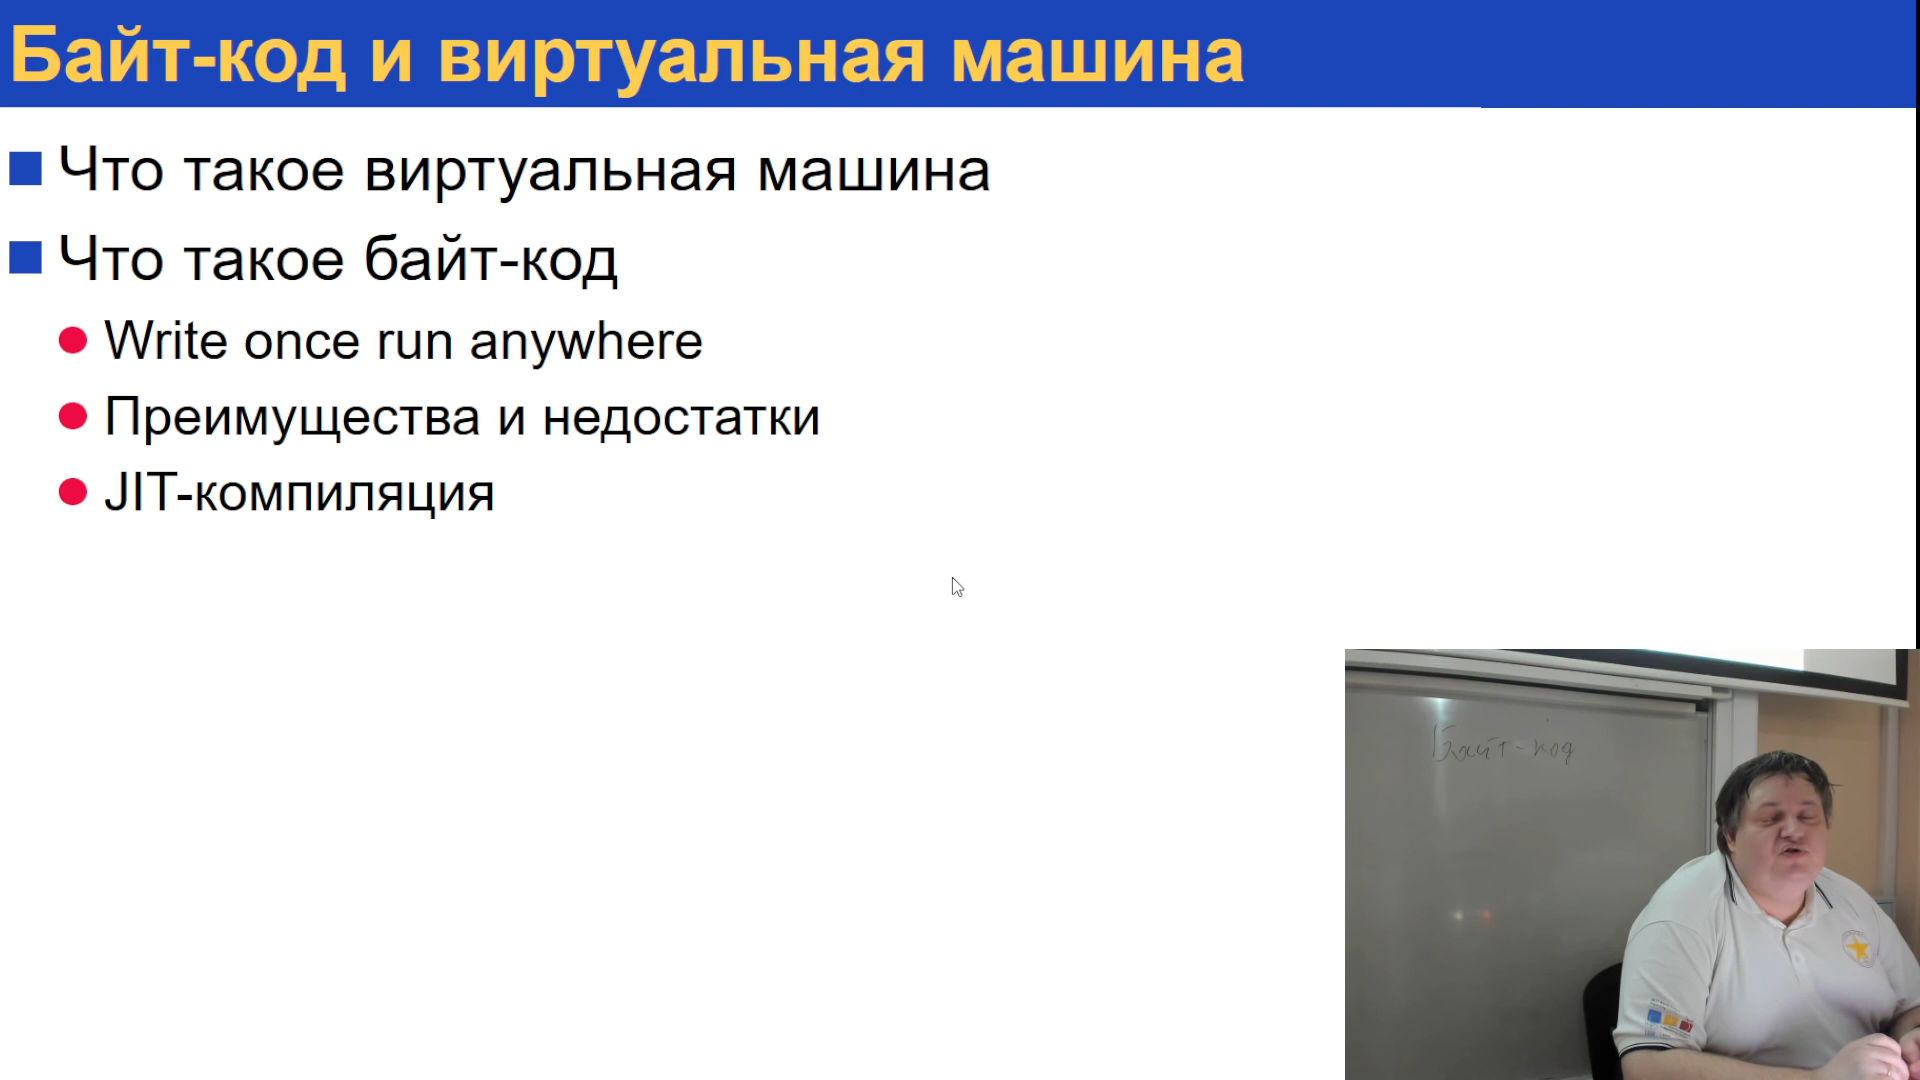 Байт-код и виртуальная машина
Что такое виртуальная машина
Что такое байт-код
Write once run anywhere
Преимущества и недостатки
JIT-компиляция
Байт-код